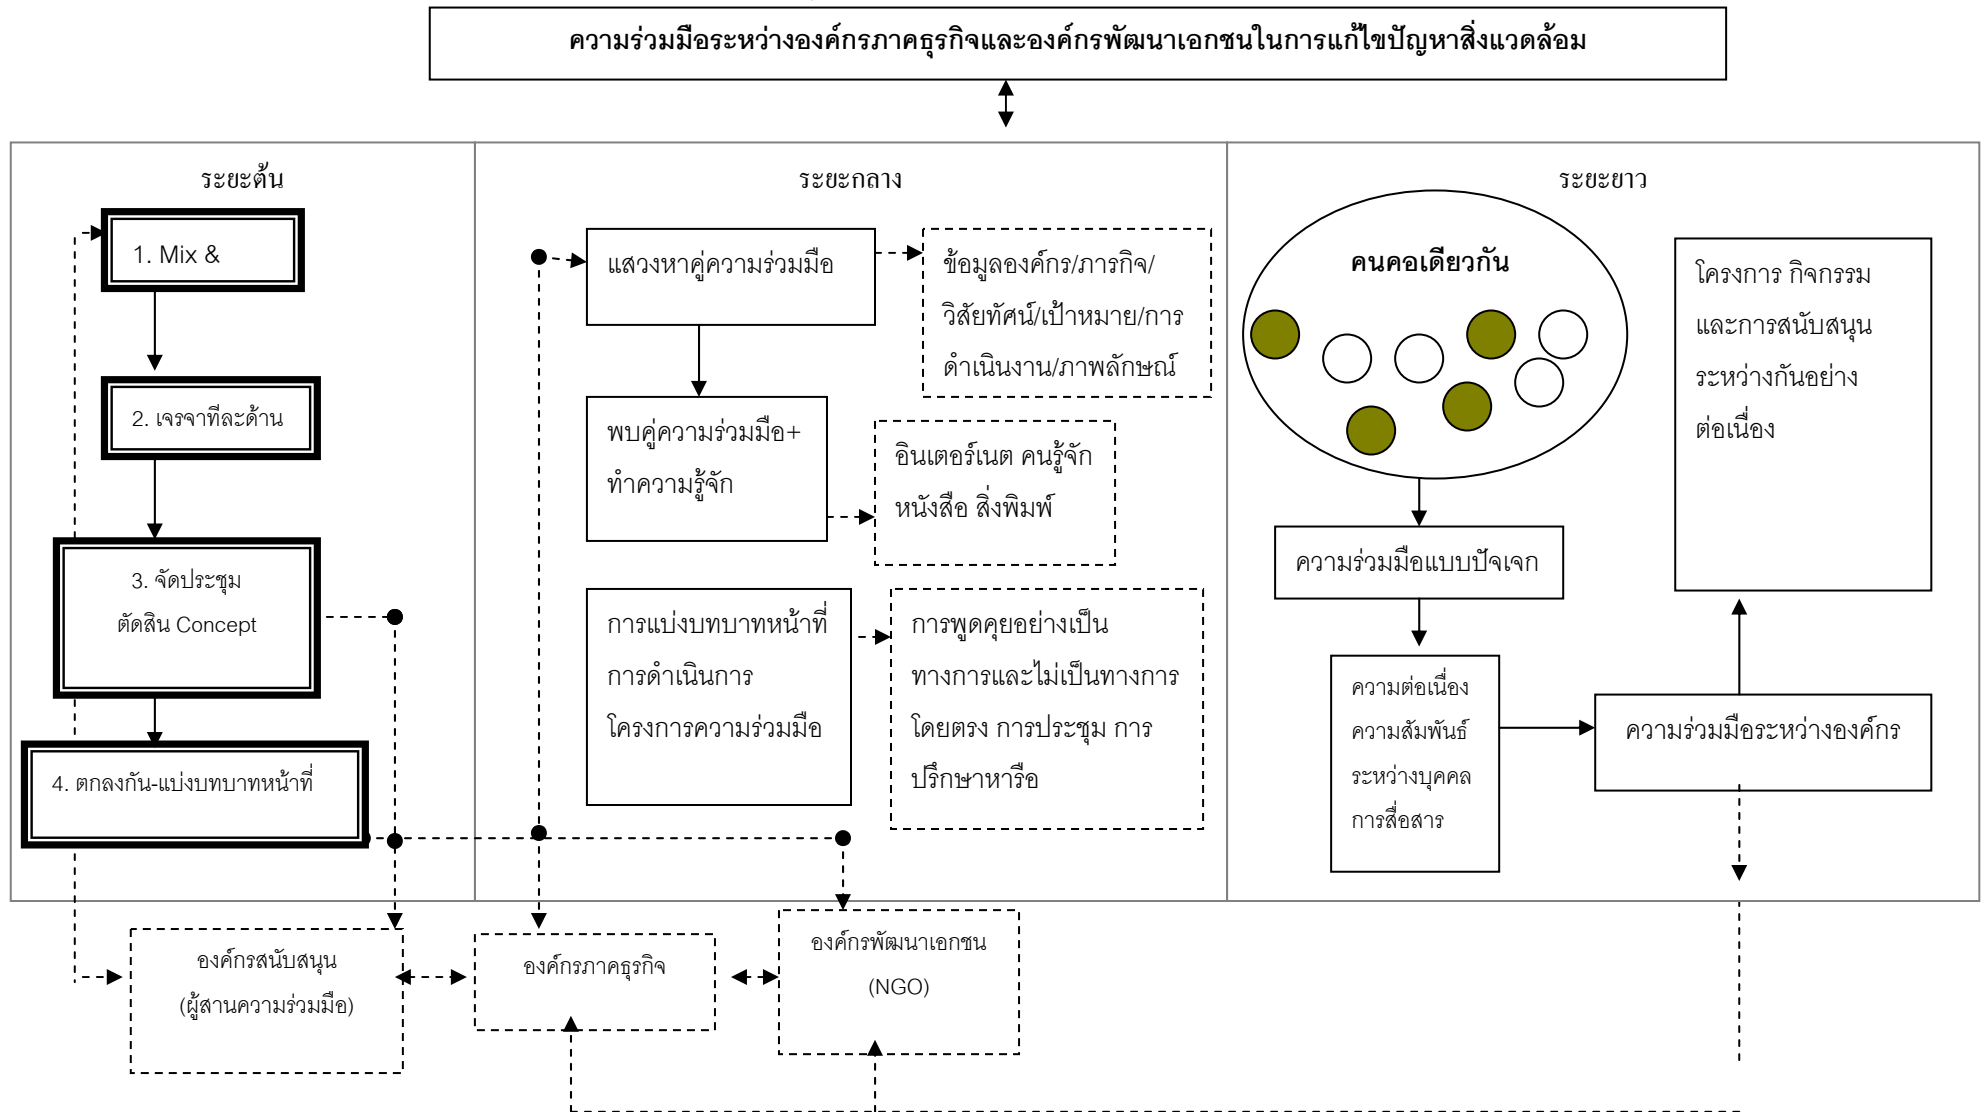 ความร่วมมือระหว่างองค์กรภาคธุรกิจและองค์กรพัฒนาเอกชนในการแก้ไขปัญหาสิ่งแวดล้อม
ระยะต้น
1. Mix &
2. เจรจาทีละด้าน
3. จัดประชุม
ตัดสิน Concept
4. ตกลงกัน-แบ่งบทบาทหน้าที่
ระยะกลาง
แสวงหาคู่ความร่วมมือ
ข้อมูลองค์กร/ภารกิจ/
วิสัยทัศน์/เป้าหมาย/การ
ดำเนินงาน/ภาพลักษณ์
พบคู่ความร่วมมือ+
ทำความรู้จัก
อินเตอร์เนต คนรู้จัก
หนังสือ สิ่งพิมพ์
การแบ่งบทบาทหน้าที่
การดำเนินการ
โครงการความร่วมมือ
การพูดคุยอย่างเป็น
ทางการและไม่เป็นทางการ
โดยตรง การประชุม การ
ปรึกษาหารือ
ระยะยาว
คนคอเดียวกัน
ความร่วมมือแบบปัจเจก
ความต่อเนื่อง
ความสัมพันธ์
ระหว่างบุคคล
การสื่อสาร
ความร่วมมือระหว่างองค์กร
โครงการ กิจกรรม
และการสนับสนุน
ระหว่างกันอย่าง
ต่อเนื่อง
องค์กรสนับสนุน
(ผู้สานความร่วมมือ)
องค์กรภาคธุรกิจ
องค์กรพัฒนาเอกชน
(NGO)